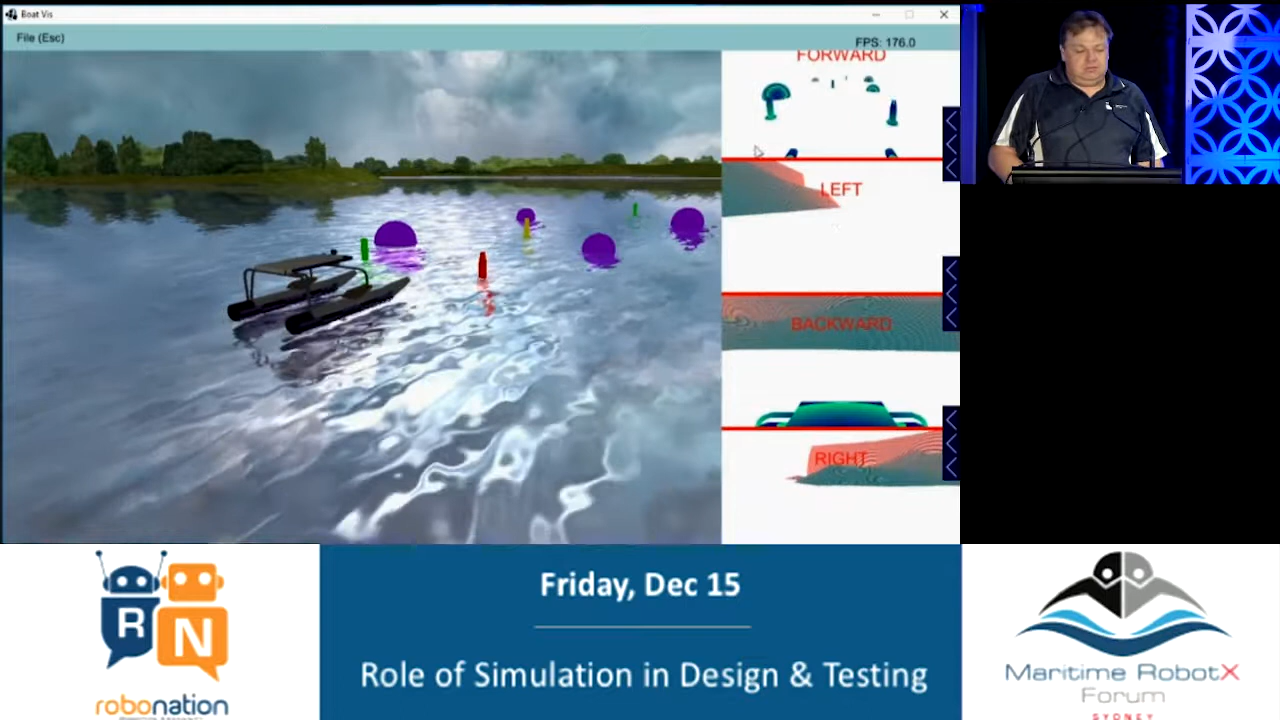 Boat Vis
File (Esc)
FPS: 176.0
FORWARD
LEFT
BACKWARD
RIGHT
Friday, Dec 15
Role of Simulation in Design & Testing
R
N
robonation
Maritime RobotX
Forum
SYDNEY